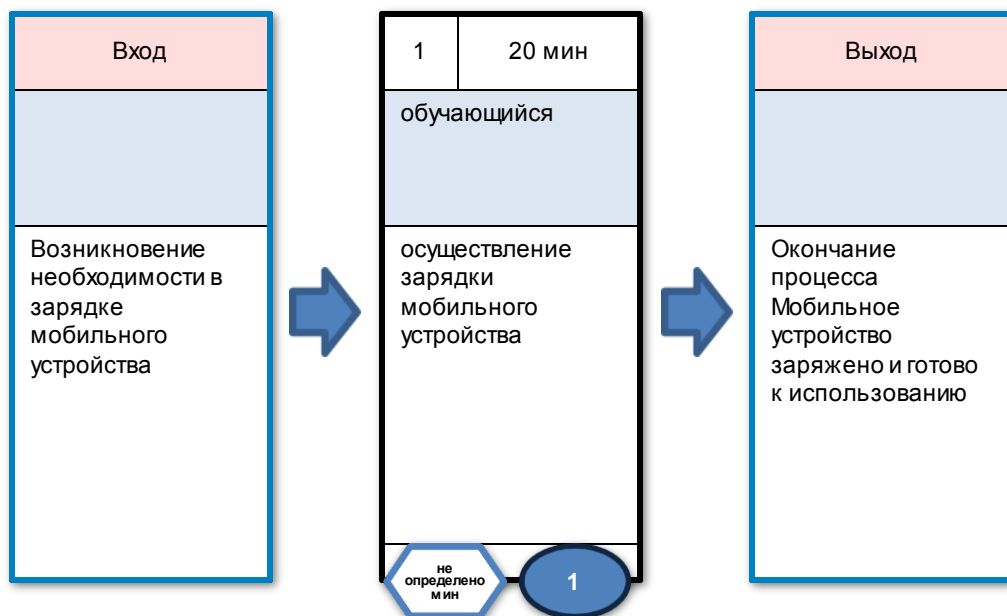 Вход
Возникновение
необходимости в
зарядке
мобильного
устройства
1
20 мин
обучающийся
осуществление
зарядки
мобильного
устройства
не
определено
мин
1
Выход
Окончание
процесса
Мобильное
устройство
заряжено и готово
к использованию